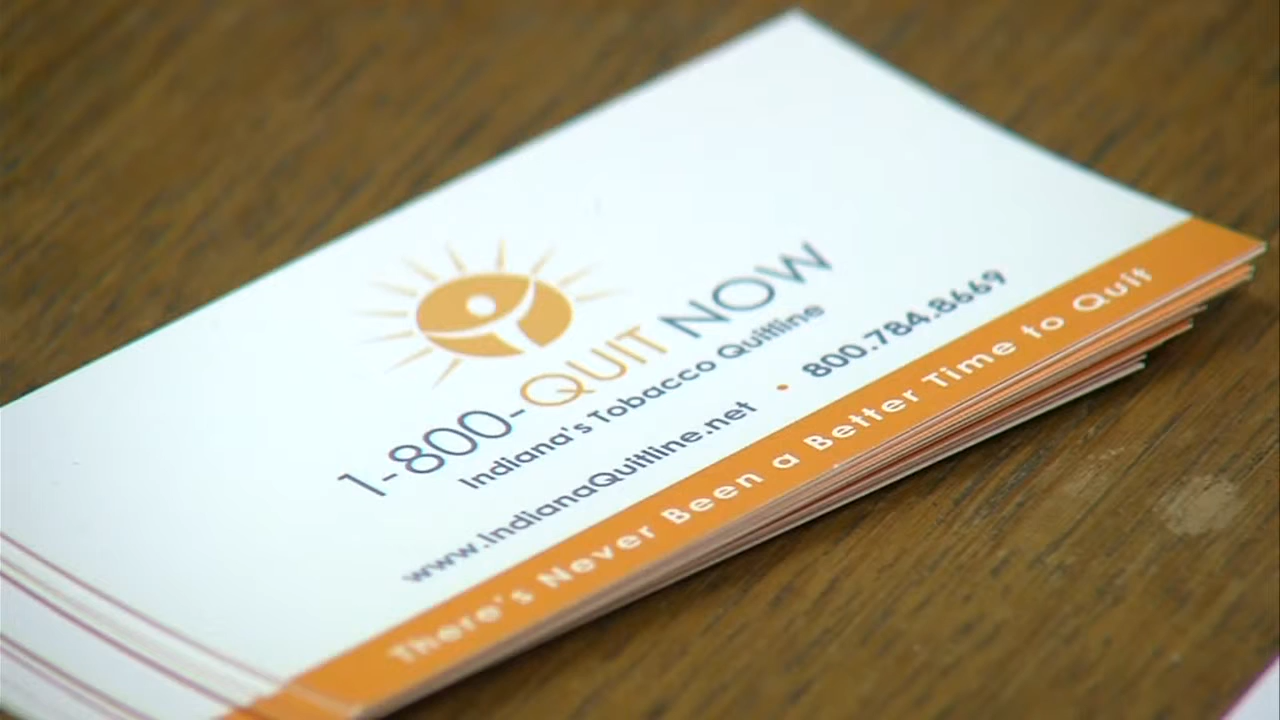 1-800-QUIT NOW
Indiana's Tobacco Quitline
www.IndianaQuitline.net • 800.784.8669
There's Never Been a Better Time to Quit